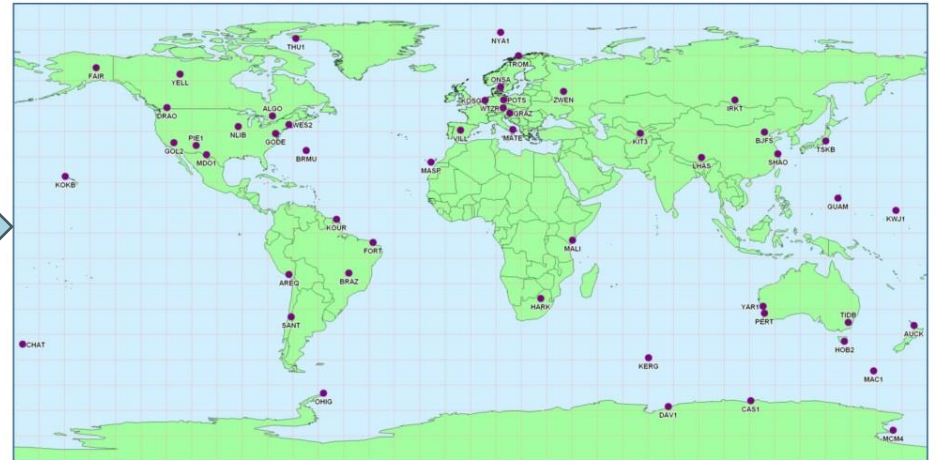 NYA1
THU1
TROM
FAIR
YELL
ONSA
KOSG
POTS
ZWEN
IRKT
DRAO
ALGO
WES2
WTZR
GRAZ
NLIB
GODE
VILL
MATE
KIT3
BJFS
TSKB
GOL2
PIE1
MDO1
BRMU
SHAO
LHAS
MASP
KOKB
GUAM
KWJ1
KOUR
FORT
MALI
AREQ
BRAZ
HARK
YAR1
PERT
SANT
TIDB
AUCK
CHAT
HOB2
KERG
MAC1
OHIG
DAV1
CAS1
MCM4